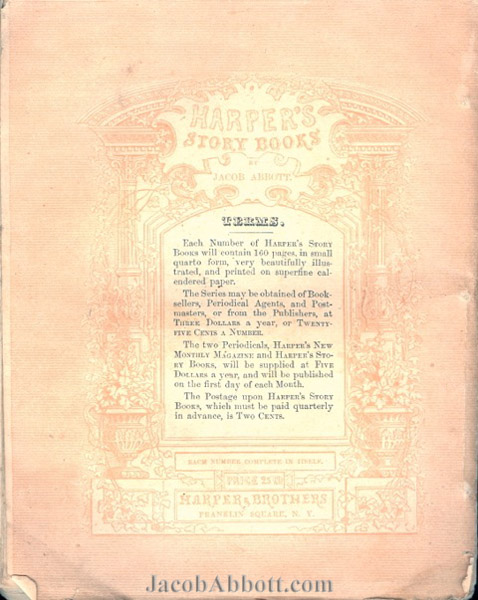 HARPER'S
STORY BOOKS
BY
JACOB ABBOTT.
TERMS.
Each Number of HARPER'S STORY
BOOKS will contain 160 pages, in small
quarto form, very beautifully illus-
trated, and printed on superfine cal-
endered paper.
The Series may be obtained of Book-
sellers, Periodical Agents, and Post-
masters, or from the Publishers, at
THREE DOLLARS a year, or TWENTY-
FIVE CENTS A NUMBER.
The two Periodicals, HARPER'S NEW
MONTHLY MAGAZINE and HARPER'S STO-
RY BOOKS, will be supplied at FIVE
DOLLARS a year, and will be published
on the first day of each Month.
The Postage upon HARPER'S STORY
BOOKS, which must be paid quarterly
in advance, is TWO CENTS.
EACH NUMBER COMPLETE IN ITSELF.
PRICE 25
HARPER & BROTHERS
FRANKLIN SQUARE, N. Y.
JacobAbbott.com